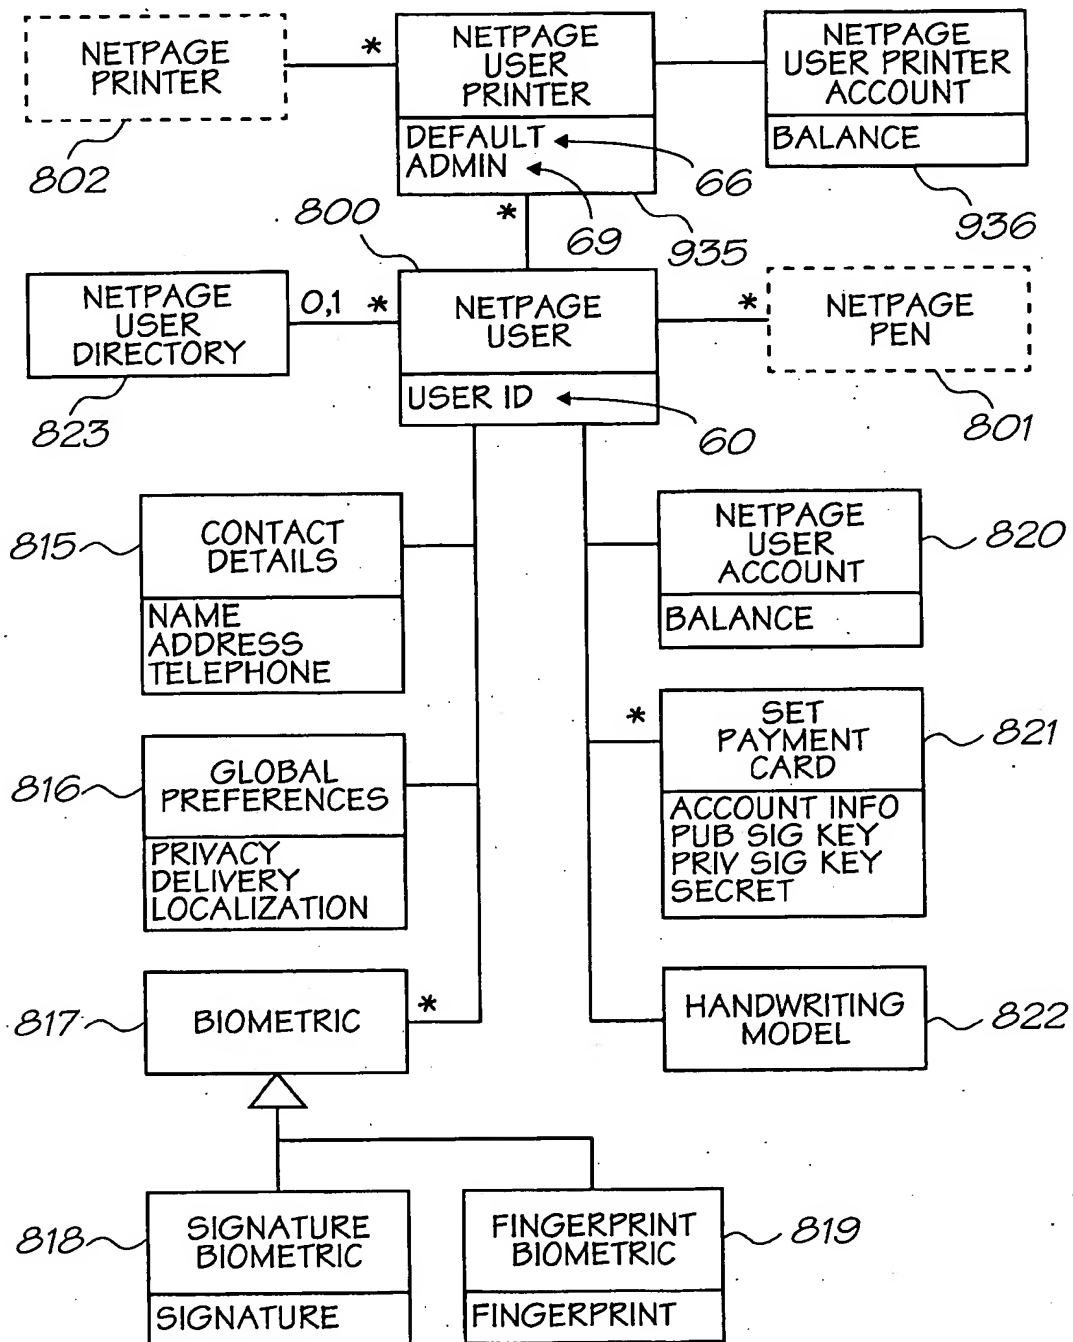 NETPAGE
PRINTER
802
*
NETPAGE
USER
PRINTER
DEFAULT
ADMIN
66
69
935
NETPAGE
USER PRINTER
ACCOUNT
BALANCE
936
*
800
NETPAGE
USER
DIRECTORY
823
0,1
*
NETPAGE
USER
USER ID
60
*
NETPAGE
PEN
801
815
CONTACT
DETAILS
NAME
ADDRESS
TELEPHONE
NETPAGE
USER
ACCOUNT
BALANCE
820
816
GLOBAL
PREFERENCES
PRIVACY
DELIVERY
LOCALIZATION
*
SET
PAYMENT
CARD
ACCOUNT INFO
PUB SIG KEY
PRIV SIG KEY
SECRET
821
817
BIOMETRIC
*
HANDWRITING
MODEL
822
818
SIGNATURE
BIOMETRIC
SIGNATURE
FINGERPRINT
BIOMETRIC
FINGERPRINT
819